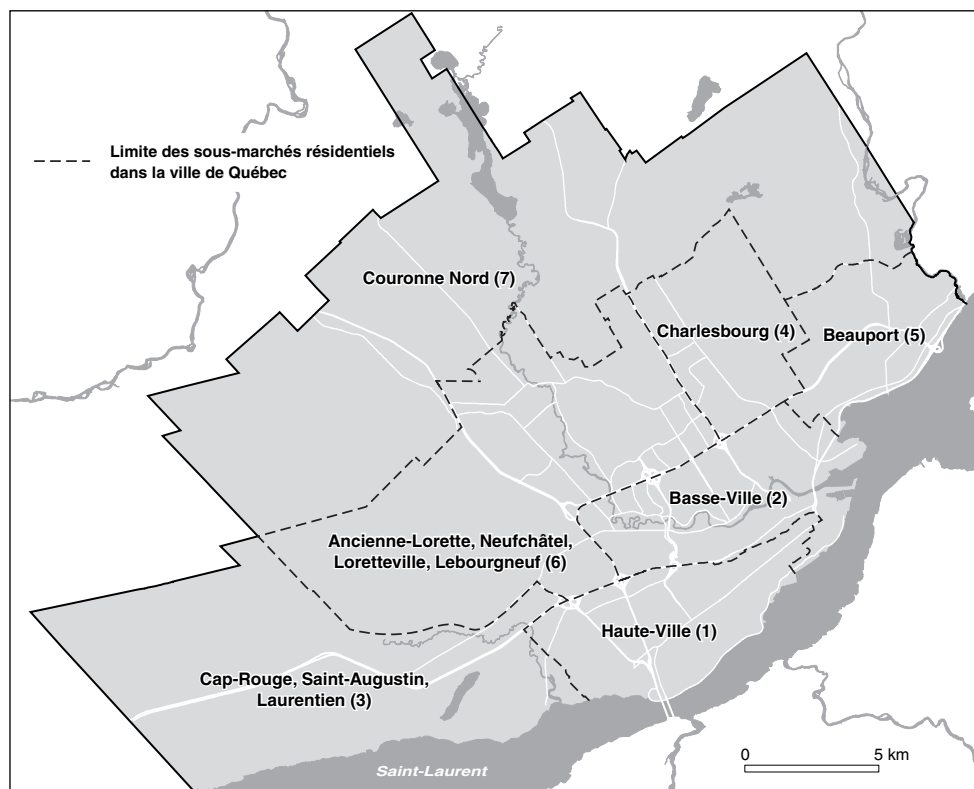 Limite des sous-marchés résidentiels
dans la ville de Québec
Couronne Nord (7)
Charlesbourg (4)
Beauport (5)
Basse-Ville (2)
Ancienne-Lorette, Neufchâtel,
Loretteville, Lebourgneuf (6)
Haute-Ville (1)
Cap-Rouge, Saint-Augustin,
Laurentien (3)
0 5 km
Saint-Laurent